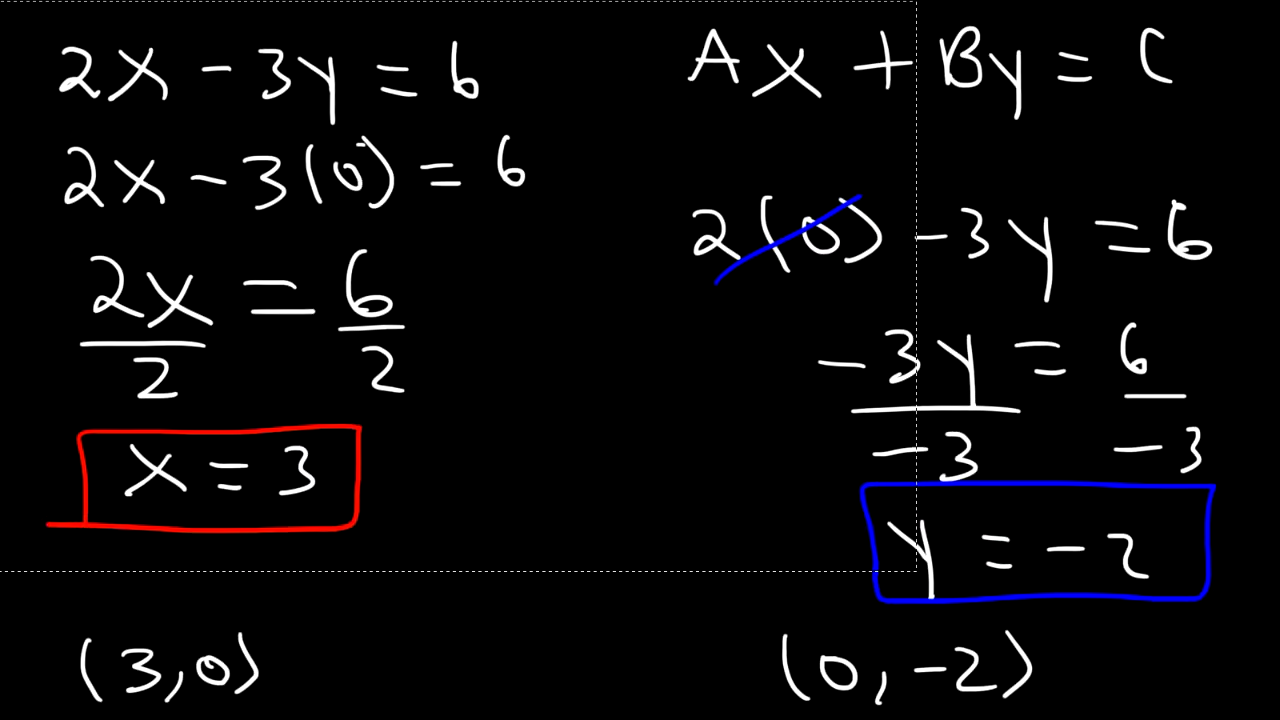 2x - 3y = 6
2x - 3(0) = 6
2x = 6
2 2
x = 3
(3,0)
Ax + By = C
2(0) - 3y = 6
-3y = 6
-3 -3
y = -2
(0, -2)